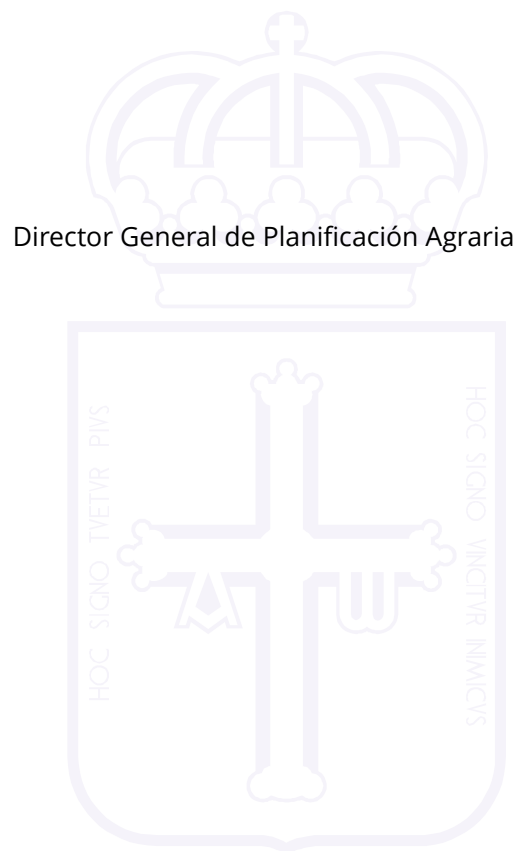 Director General de Planificación Agraria
HOC SIGNO TVETVR PIVS
HOC SIGNO VINCITVR INIMICVS
Α